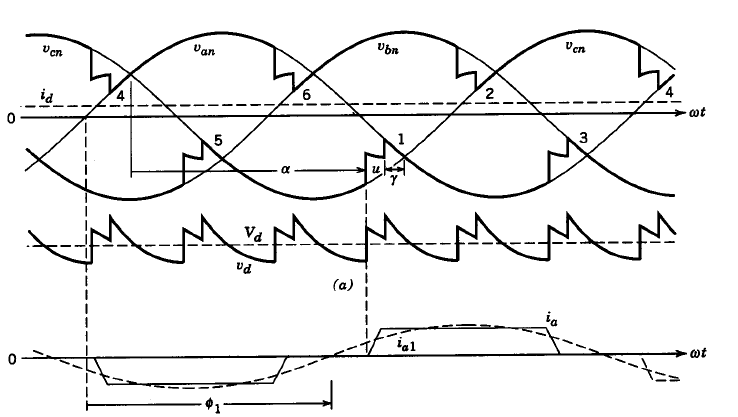 v_cn v_an v_bn v_cn
i_d 4 6 2 4
0 ωt
5 1 3
α u γ
V_d
v_d
(a)
i_a
i_a1
0 ωt
ϕ_1